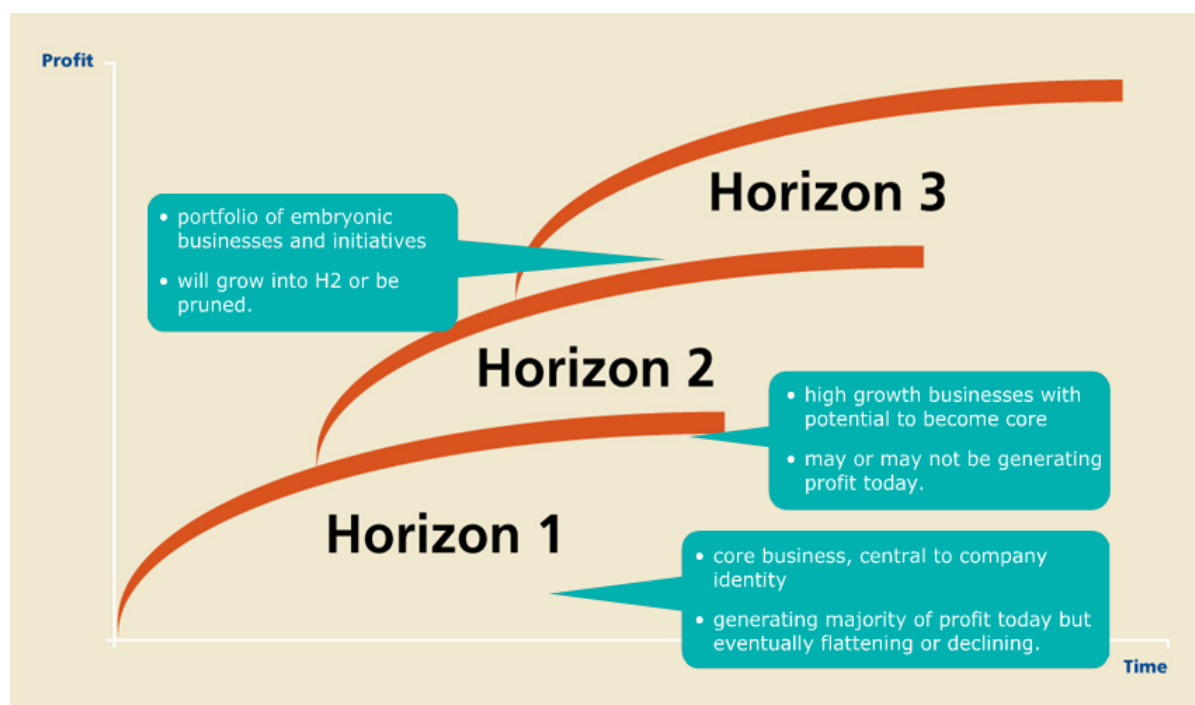 Profit
Horizon 3
• portfolio of embryonic
businesses and initiatives
• will grow into H2 or be
pruned.
Horizon 2
• high growth businesses with
potential to become core
• may or may not be generating
profit today.
Horizon 1
• core business, central to company
identity
• generating majority of profit today but
eventually flattening or declining.
Time